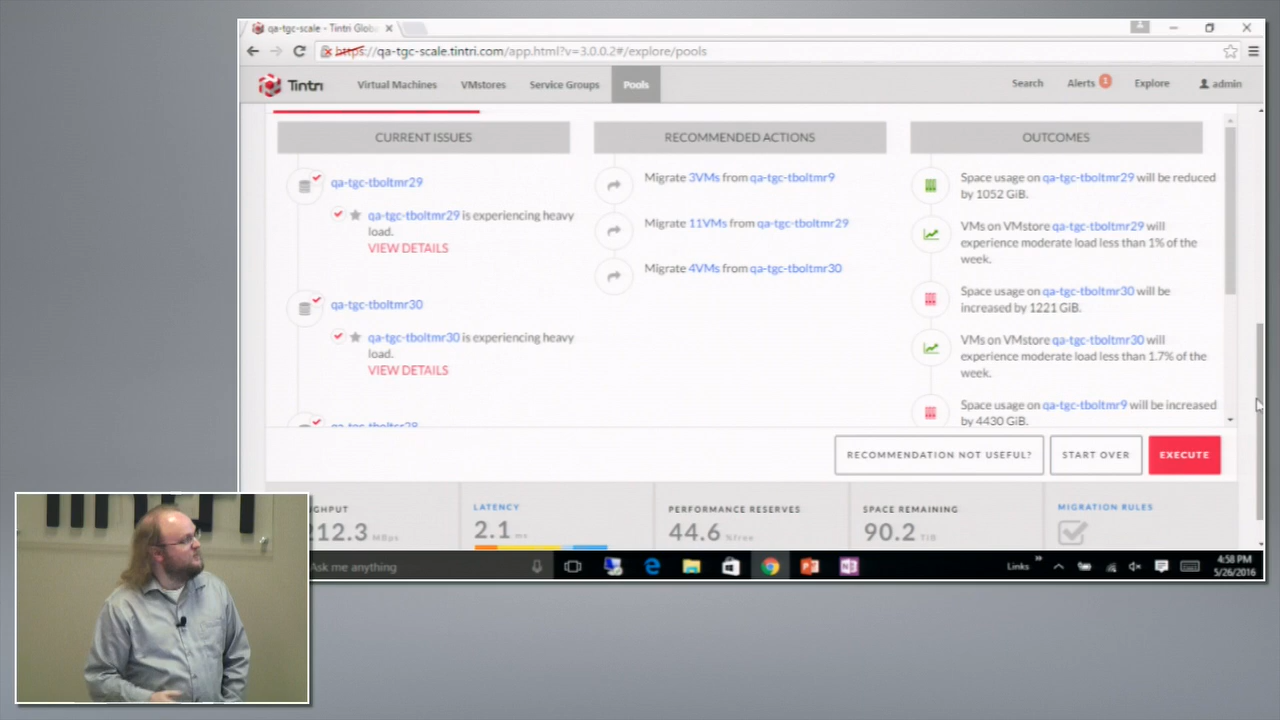 qa-tgc-scale - Tintri Glob
https://qa-tgc-scale.tintri.com/app.html?v=3.0.0.2#/explore/pools
Tintri
Virtual Machines
VMstores
Service Groups
Pools
Search
Alerts 1
Explore
admin
CURRENT ISSUES
qa-tgc-tboltmr29
qa-tgc-tboltmr29 is experiencing heavy
load.
VIEW DETAILS
qa-tgc-tboltmr30
qa-tgc-tboltmr30 is experiencing heavy
load.
VIEW DETAILS
RECOMMENDED ACTIONS
Migrate 3VMs from qa-tgc-tboltmr9
Migrate 11VMs from qa-tgc-tboltmr29
Migrate 4VMs from qa-tgc-tboltmr30
OUTCOMES
Space usage on qa-tgc-tboltmr29 will be reduced
by 1052 GiB.
VMs on VMstore qa-tgc-tboltmr29 will
experience moderate load less than 1% of the
week.
Space usage on qa-tgc-tboltmr30 will be
increased by 1221 GiB.
VMs on VMstore qa-tgc-tboltmr30 will
experience moderate load less than 1.7% of the
week.
Space usage on qa-tgc-tboltmr9 will be increased
by 4430 GiB.
RECOMMENDATION NOT USEFUL?
START OVER
EXECUTE
GHPUT
212.3 MBps
LATENCY
2.1 ms
PERFORMANCE RESERVES
44.6 %free
SPACE REMAINING
90.2 TiB
MIGRATION RULES
Ask me anything
Links
4:58 PM
5/26/2016